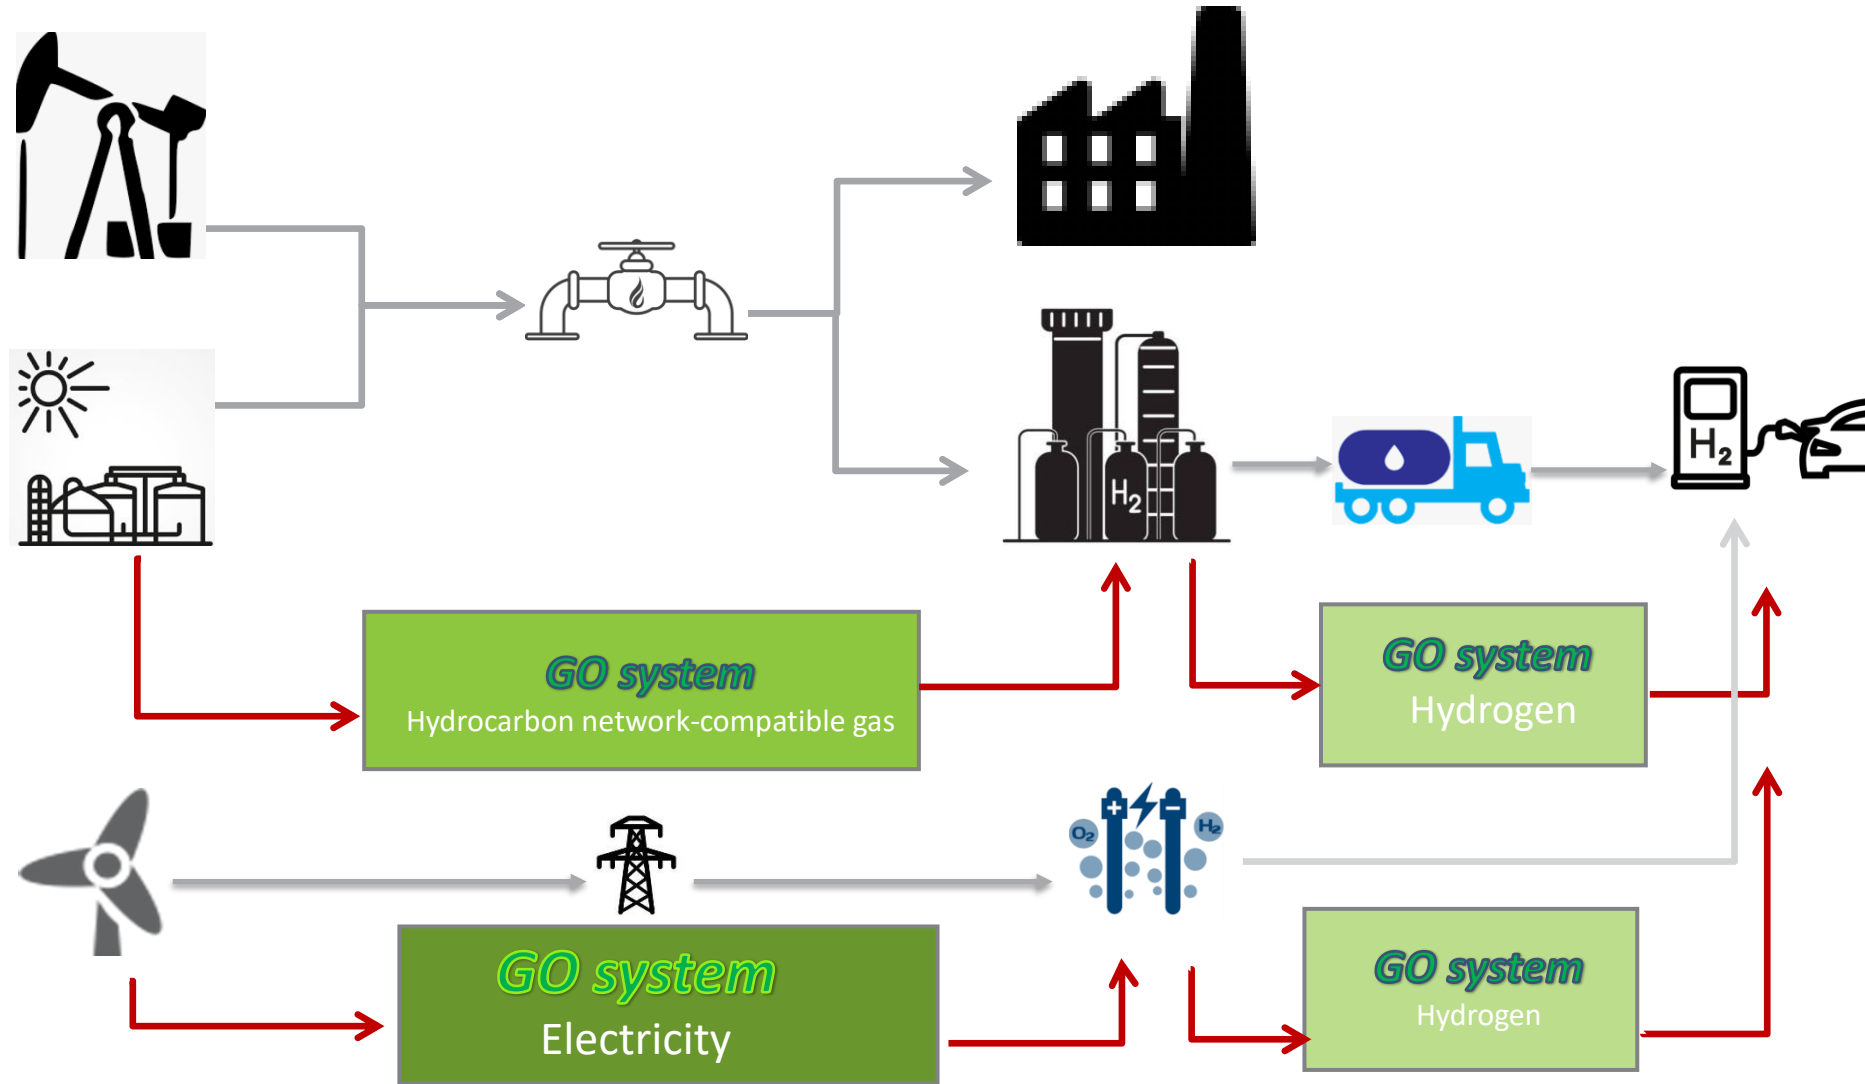 H2
H2
GO system
Hydrocarbon network-compatible gas
GO system
Hydrogen
+ −
O2
H2
GO system
Electricity
GO system
Hydrogen